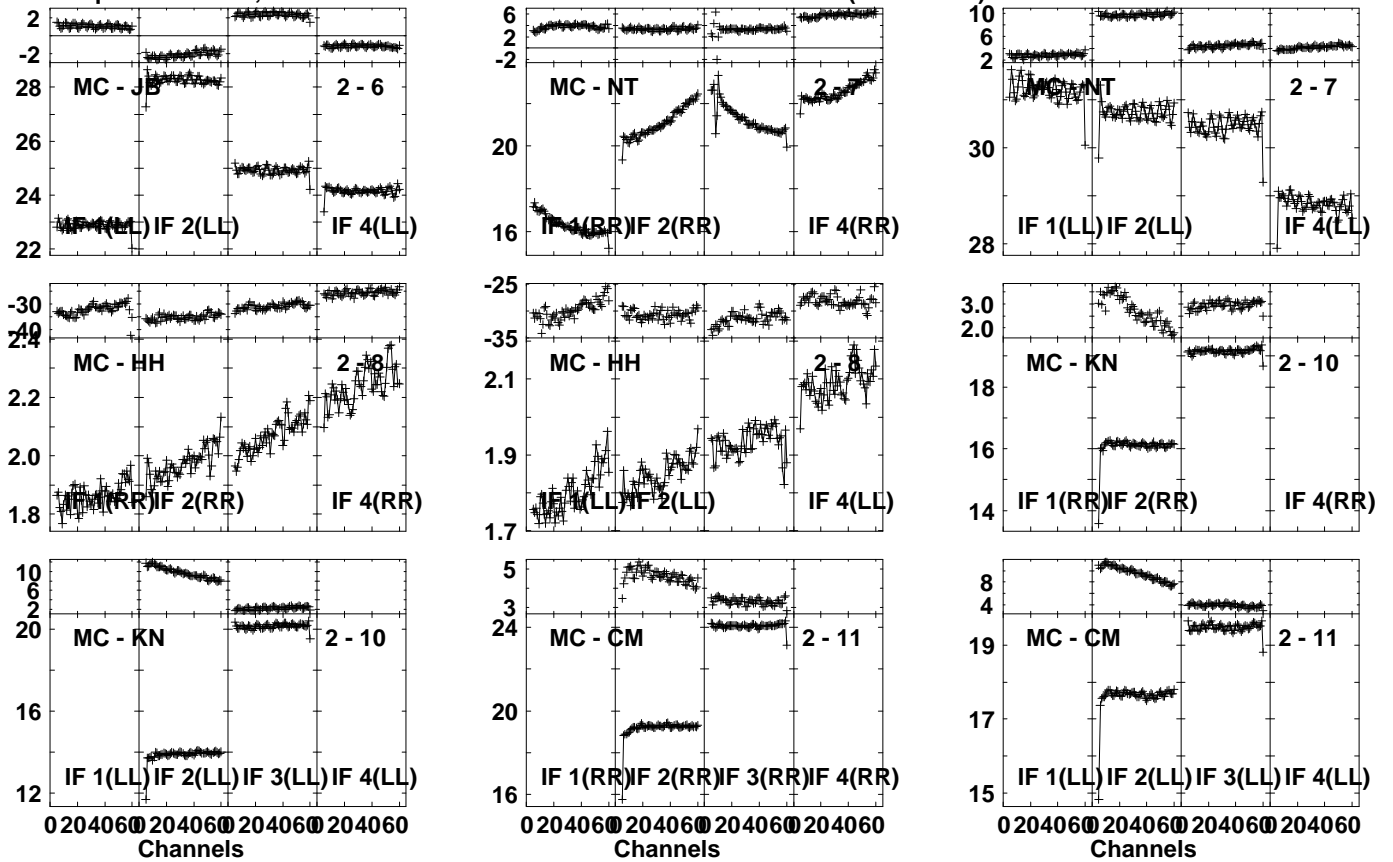 2 6 10
-2 2 6
-2 2
MC - JB 2 - 6 MC - NT 2 - 7 MC - NT 2 - 7
28
26 20 30
24
22 16 28
IF 1(LL) IF 2(LL) IF 4(LL) IF 1(RR) IF 2(RR) IF 4(RR) IF 1(LL) IF 2(LL) IF 4(LL)
-30 -25 3.0
-40 -35 2.0
MC - HH 2 - 8 MC - HH 2 - 8 MC - KN 2 - 10
2.4 2.1 18
2.2 1.9 16
2.0 1.7 14
1.8
IF 1(RR) IF 2(RR) IF 4(RR) IF 1(LL) IF 2(LL) IF 4(LL) IF 1(RR) IF 2(RR) IF 4(RR)
10 5 8
6 3 4
2
MC - KN 2 - 10 MC - CM 2 - 11 MC - CM 2 - 11
20 24 19
16 20 17
12 16 15
IF 1(LL) IF 2(LL) IF 3(LL) IF 4(LL) IF 1(RR) IF 2(RR) IF 3(RR) IF 4(RR) IF 1(LL) IF 2(LL) IF 3(LL) IF 4(LL)
0 20 40 60 0 20 40 60 0 20 40 60 0 20 40 60 0 20 40 60 0 20 40 60 0 20 40 60 0 20 40 60 0 20 40 60 0 20 40 60 0 20 40 60 0 20 40 60
Channels Channels Channels